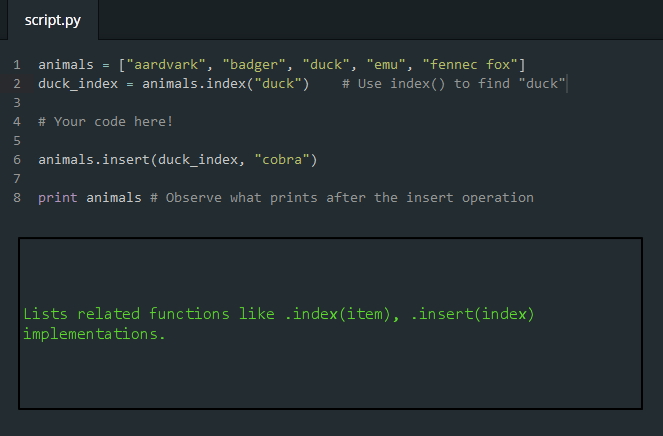 script.py
1 animals = ["aardvark", "badger", "duck", "emu", "fennec fox"]
2 duck_index = animals.index("duck")    # Use index() to find "duck"
3
4 # Your code here!
5
6 animals.insert(duck_index, "cobra")
7
8 print animals # Observe what prints after the insert operation
Lists related functions like .index(item), .insert(index)
implementations.